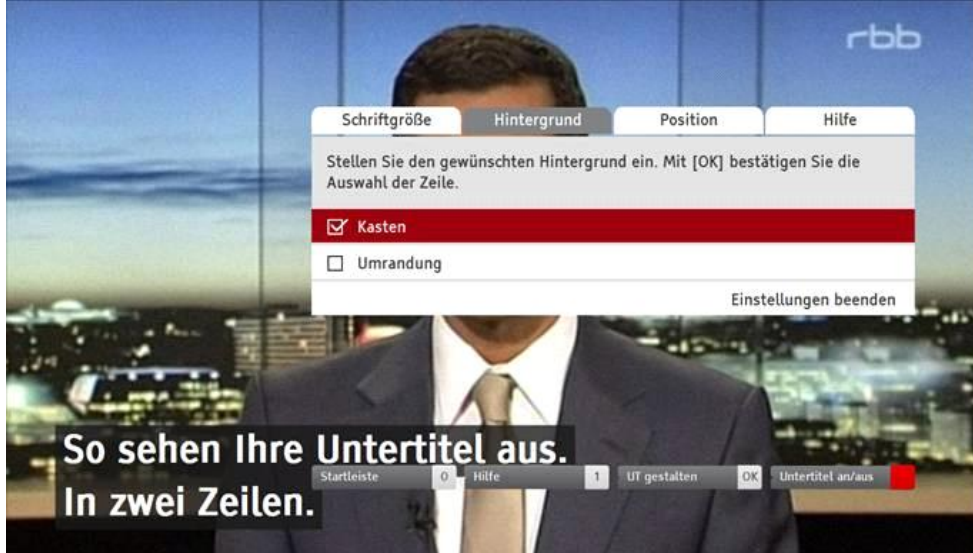 rbb
Schriftgröße Hintergrund Position Hilfe
Stellen Sie den gewünschten Hintergrund ein. Mit [OK] bestätigen Sie die
Auswahl der Zeile.
Kasten
Umrandung
Einstellungen beenden
So sehen Ihre Untertitel aus.
In zwei Zeilen.
Startleiste 0 Hilfe 1 UT gestalten OK Untertitel an/aus